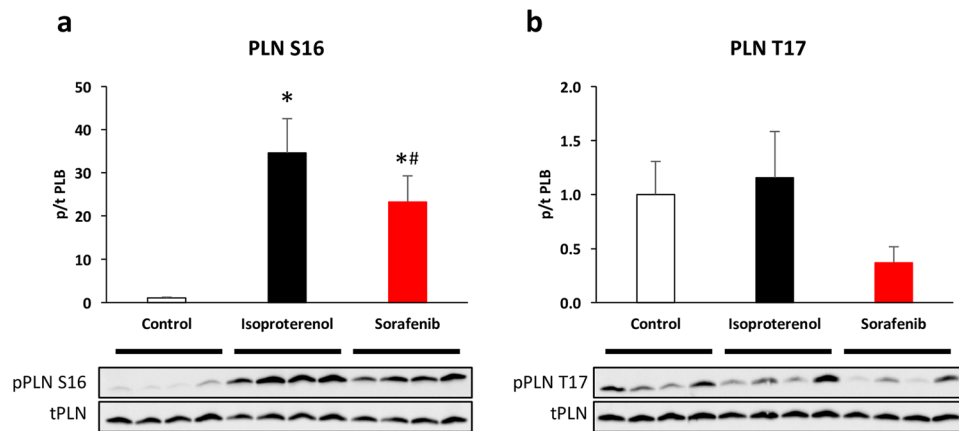 a
PLN S16
50
40
30
20
10
0
p/t PLB
*
*#
Control Isoproterenol Sorafenib
pPLN S16
tPLN
b
PLN T17
2.0
1.5
1.0
0.5
0.0
p/t PLB
Control Isoproterenol Sorafenib
pPLN T17
tPLN